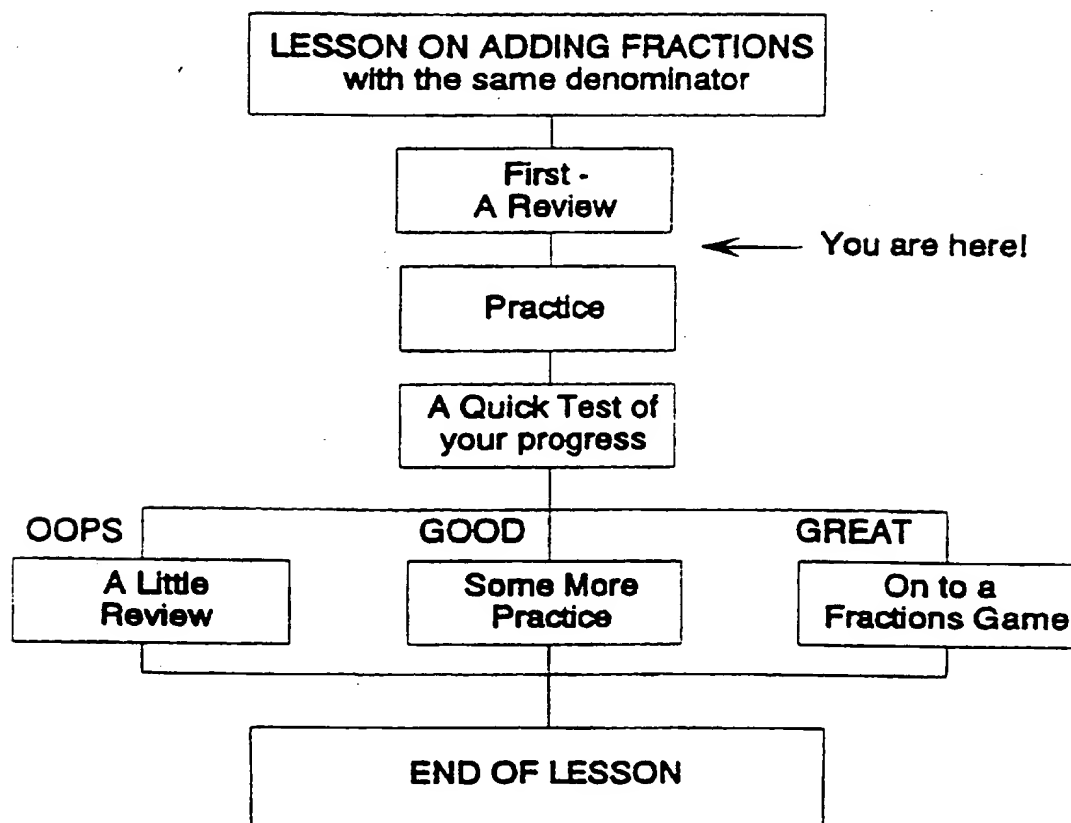 LESSON ON ADDING FRACTIONS
with the same denominator
First -
A Review
You are here!
Practice
A Quick Test of
your progress
OOPS
GOOD
GREAT
A Little
Review
Some More
Practice
On to a
Fractions Game
END OF LESSON